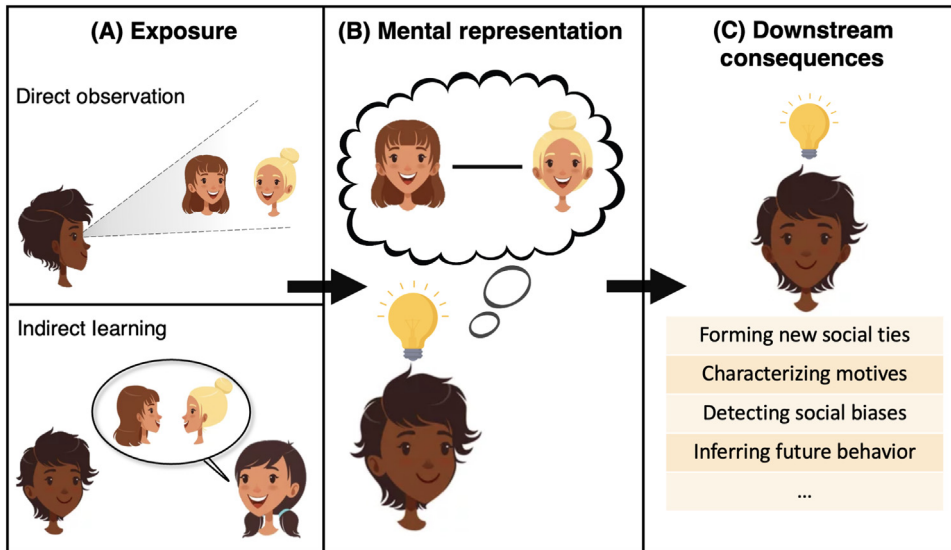 (A) Exposure
Direct observation
Indirect learning
(B) Mental representation
(C) Downstream
consequences
Forming new social ties
Characterizing motives
Detecting social biases
Inferring future behavior
...